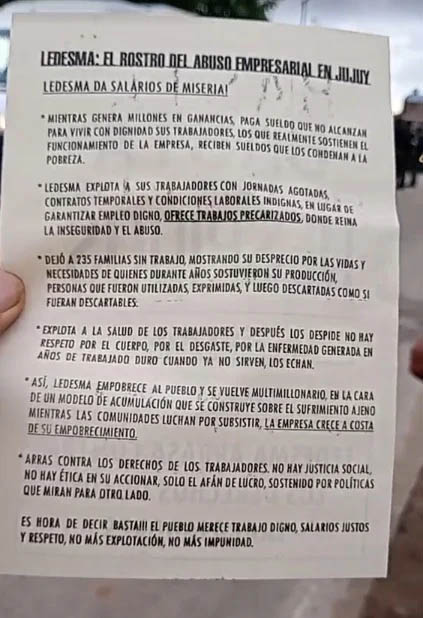 LEDESMA: EL ROSTRO DEL ABUSO EMPRESARIAL EN JUJUY
LEDESMA DA SALARIOS DE MISERIA!
* MIENTRAS GENERA MILLONES EN GANANCIAS, PAGA SUELDO QUE NO ALCANZAN
PARA VIVIR CON DIGNIDAD SUS TRABAJADORES, LOS QUE REALMENTE SOSTIENEN EL
FUNCIONAMIENTO DE LA EMPRESA, RECIBEN SUELDOS QUE LOS CONDENAN A LA
POBREZA.
* LEDESMA EXPLOTA A SUS TRABAJADORES CON JORNADAS AGOTADAS,
CONTRATOS TEMPORALES Y CONDICIONES LABORALES INDIGNAS, EN LUGAR DE
GARANTIZAR EMPLEO DIGNO, OFRECE TRABAJOS PRECARIZADOS, DONDE REINA
LA INSEGURIDAD Y EL ABUSO.
* DEJÓ A 235 FAMILIAS SIN TRABAJO, MOSTRANDO SU DESPRECIO POR LAS VIDAS Y
NECESIDADES DE QUIENES DURANTE AÑOS SOSTUVIERON SU PRODUCCIÓN,
PERSONAS QUE FUERON UTILIZADAS, EXPRIMIDAS, Y LUEGO DESCARTADAS COMO SI
FUERAN DESCARTABLES.
* EXPLOTA A LA SALUD DE LOS TRABAJADORES Y DESPUÉS LOS DESPIDE NO HAY
RESPETO POR EL CUERPO, POR EL DESGASTE, POR LA ENFERMEDAD GENERADA EN
AÑOS DE TRABAJADO DURO CUANDO YA NO SIRVEN, LOS ECHAN.
* ASÍ, LEDESMA EMPOBRECE AL PUEBLO Y SE VUELVE MULTIMILLONARIO, EN LA CARA
DE UN MODELO DE ACUMULACIÓN QUE SE CONSTRUYE SOBRE EL SUFRIMIENTO AJENO
MIENTRAS LAS COMUNIDADES LUCHAN POR SUBSISTIR, LA EMPRESA CRECE A COSTA
DE SU EMPOBRECIMIENTO.
* ARRAS CONTRA LOS DERECHOS DE LOS TRABAJADORES. NO HAY JUSTICIA SOCIAL,
NO HAY ÉTICA EN SU ACCIONAR, SOLO EL AFÁN DE LUCRO, SOSTENIDO POR POLÍTICAS
QUE MIRAN PARA OTRO LADO.
ES HORA DE DECIR BASTA!!! EL PUEBLO MERECE TRABAJO DIGNO, SALARIOS JUSTOS
Y RESPETO, NO MÁS EXPLOTACIÓN, NO MÁS IMPUNIDAD.